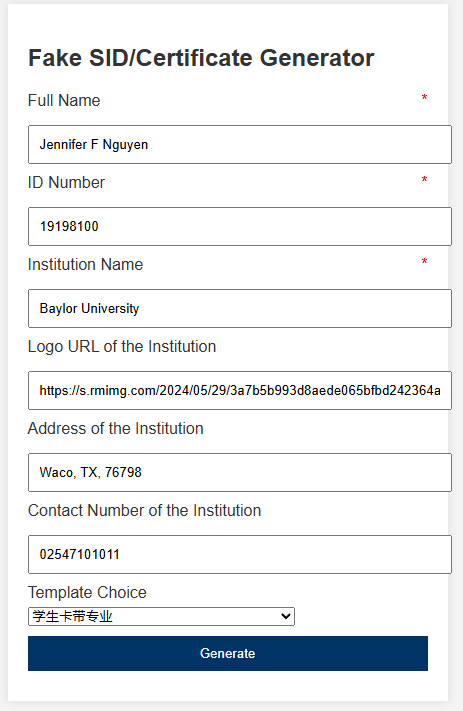 Fake SID/Certificate Generator
Full Name *
Jennifer F Nguyen
ID Number *
19198100
Institution Name *
Baylor University
Logo URL of the Institution
https://s.rmimg.com/2024/05/29/3a7b5b993d8aede065bfbd242364a
Address of the Institution
Waco, TX, 76798
Contact Number of the Institution
02547101011
Template Choice
学生卡带专业
Generate